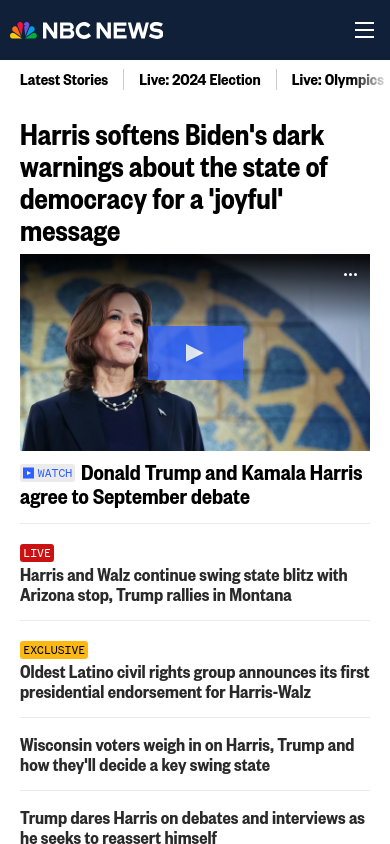 NBC NEWS
Latest Stories
Live: 2024 Election
Live: Olympics
Harris softens Biden's dark
warnings about the state of
democracy for a 'joyful'
message
WATCH Donald Trump and Kamala Harris
agree to September debate
LIVE
Harris and Walz continue swing state blitz with
Arizona stop, Trump rallies in Montana
EXCLUSIVE
Oldest Latino civil rights group announces its first
presidential endorsement for Harris-Walz
Wisconsin voters weigh in on Harris, Trump and
how they'll decide a key swing state
Trump dares Harris on debates and interviews as
he seeks to reassert himself